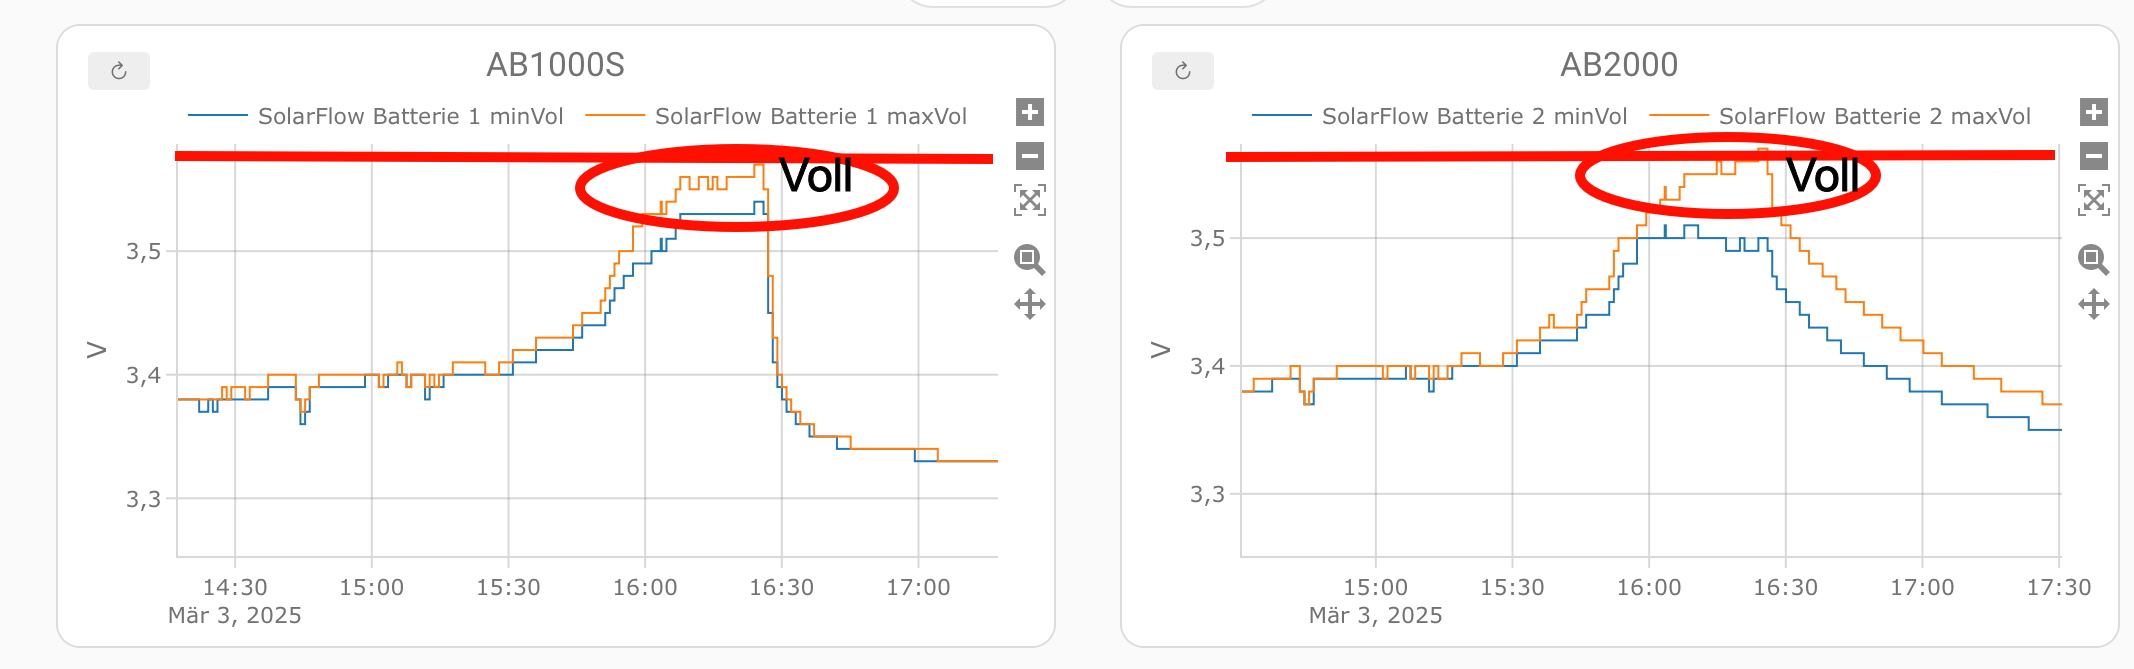 AB1000S
SolarFlow Batterie 1 minVol SolarFlow Batterie 1 maxVol
Voll
3,5
3,4
3,3
V
14:30 15:00 15:30 16:00 16:30 17:00
Mär 3, 2025
AB2000
SolarFlow Batterie 2 minVol SolarFlow Batterie 2 maxVol
Voll
3,5
3,4
3,3
V
15:00 15:30 16:00 16:30 17:00 17:30
Mär 3, 2025